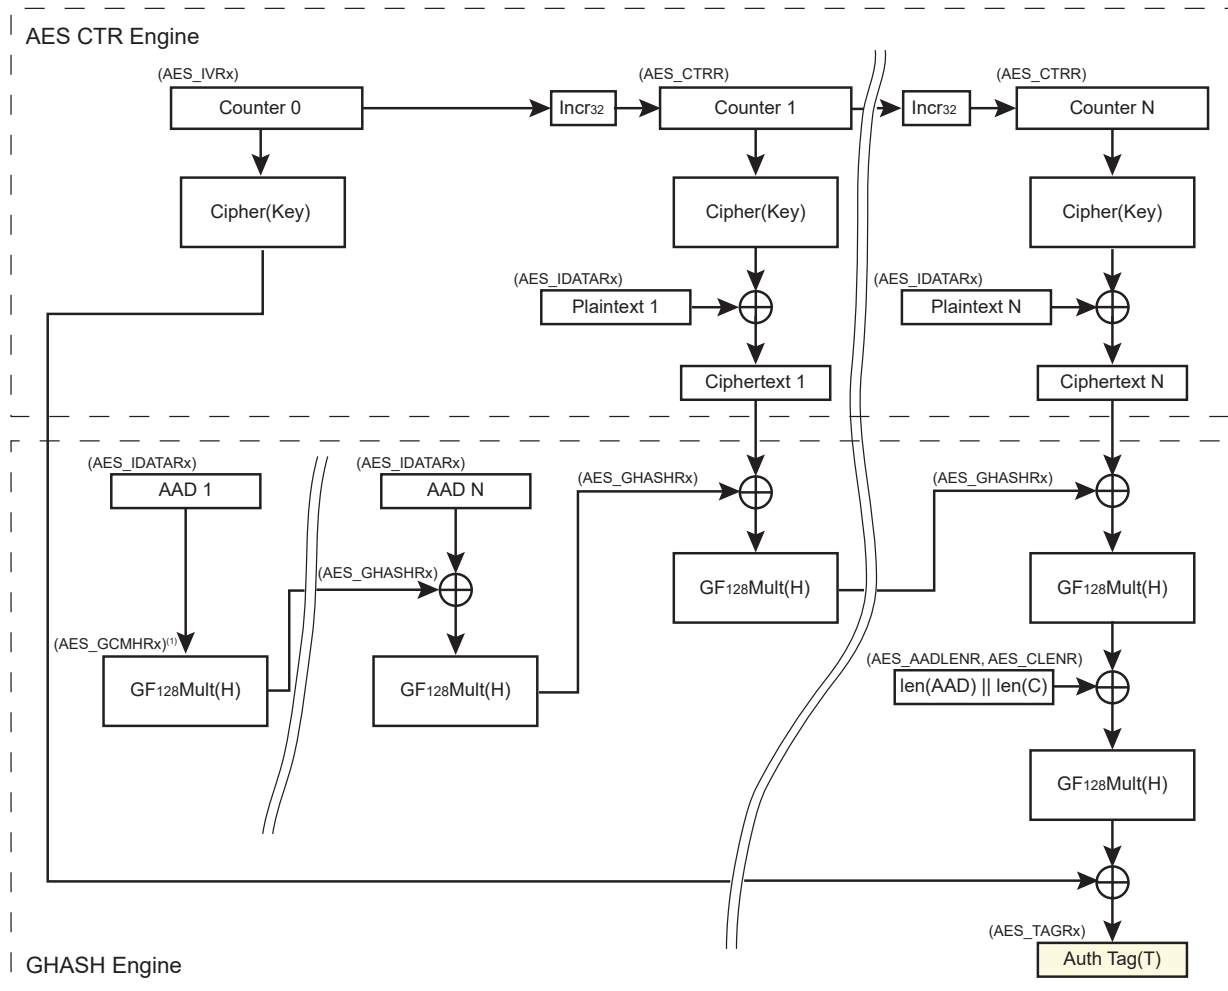 AES CTR Engine
(AES_IVRx)
(AES_CTRR)
(AES_CTRR)
Counter 0
Incr32
Counter 1
Incr32
Counter N
Cipher(Key)
Cipher(Key)
Cipher(Key)
(AES_IDATARx)
(AES_IDATARx)
Plaintext 1
Plaintext N
Ciphertext 1
Ciphertext N
(AES_IDATARx)
(AES_IDATARx)
(AES_GHASHRx)
(AES_GHASHRx)
AAD 1
AAD N
(AES_GHASHRx)
GF128Mult(H)
GF128Mult(H)
(AES_GCMHRx)(1)
(AES_AADLENR, AES_CLENR)
GF128Mult(H)
GF128Mult(H)
len(AAD) || len(C)
GF128Mult(H)
(AES_TAGRx)
Auth Tag(T)
GHASH Engine